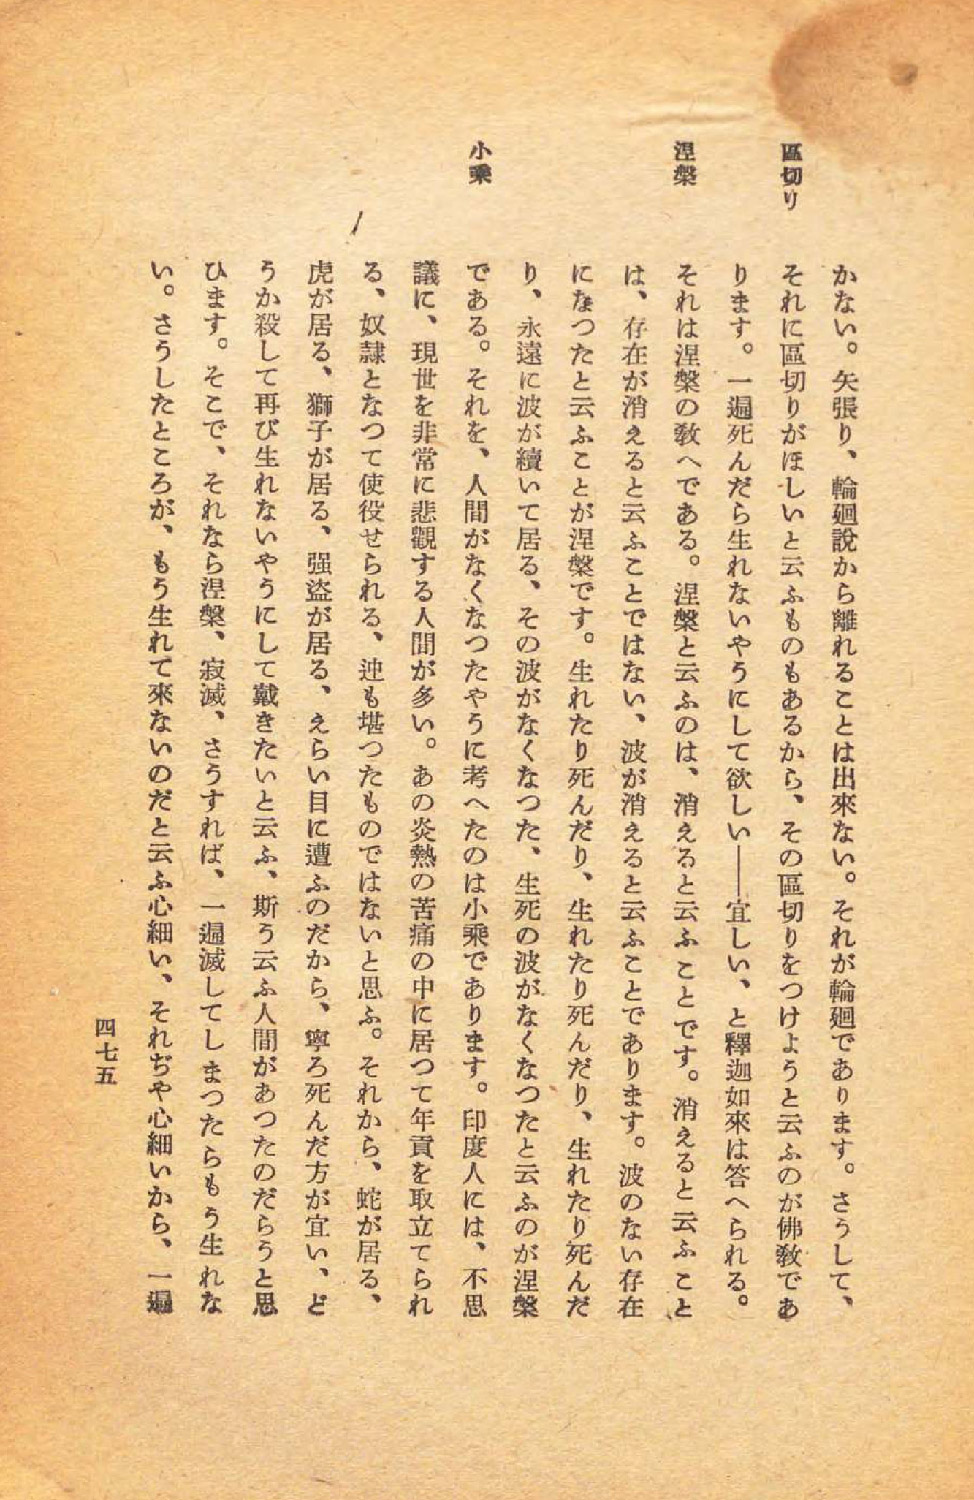 區切り
涅槃
小乘
かない。矢張り、輪廻說から離れることは出來ない。それが輪廻であります。さうして、
それに區切りがほしいと云ふものもあるから、その區切りをつけようと云ふのが佛敎であ
ります。一遍死んだら生れないやうにして欲しい――宜しい、と釋迦如來は答へられる。
それは涅槃の敎へである。涅槃と云ふのは、消えると云ふことです。消えると云ふこと
は、存在が消えると云ふことではない、波が消えると云ふことであります。波のない存在
になつたと云ふことが涅槃です。生れたり死んだり、生れたり死んだり、生れたり死んだ
り、永遠に波が續いて居る、その波がなくなつた、生死の波がなくなつたと云ふのが涅槃
である。それを、人間がなくなつたやうに考へたのは小乘であります。印度人には、不思
議に、現世を非常に悲觀する人間が多い。あの炎熱の苦痛の中に居つて年貢を取立てられ
る、奴隷となつて使役せられる、迚も堪つたものではないと思ふ。それから、蛇が居る、
虎が居る、獅子が居る、强盜が居る、えらい目に遭ふのだから、寧ろ死んだ方が宜い、ど
うか殺して再び生れないやうにして戴きたいと云ふ、斯う云ふ人間があつたのだらうと思
ひます。そこで、それなら涅槃、寂滅、さうすれば、一遍滅してしまつたらもう生れな
い。さうしたところが、もう生れて來ないのだと云ふ心細い、それぢや心細いから、一遍
四七五